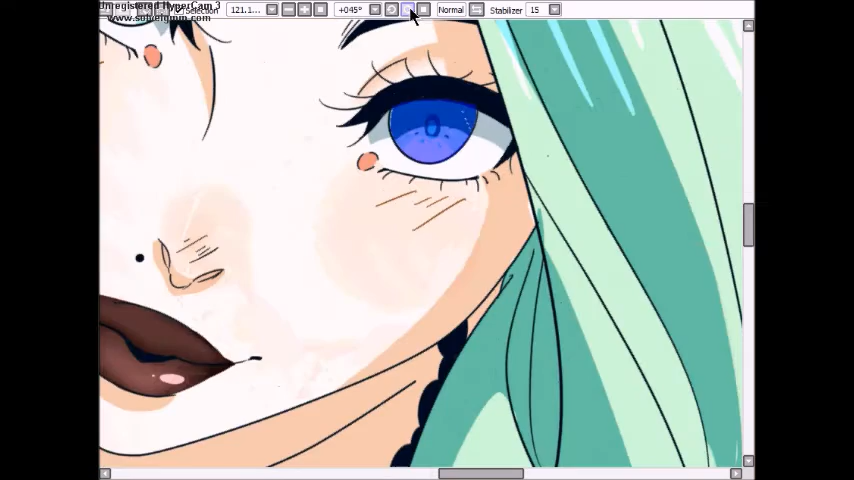 Unregistered HyperCam 3
www.solveigmm.com
Selection 121.1... +045° Normal Stabilizer 15